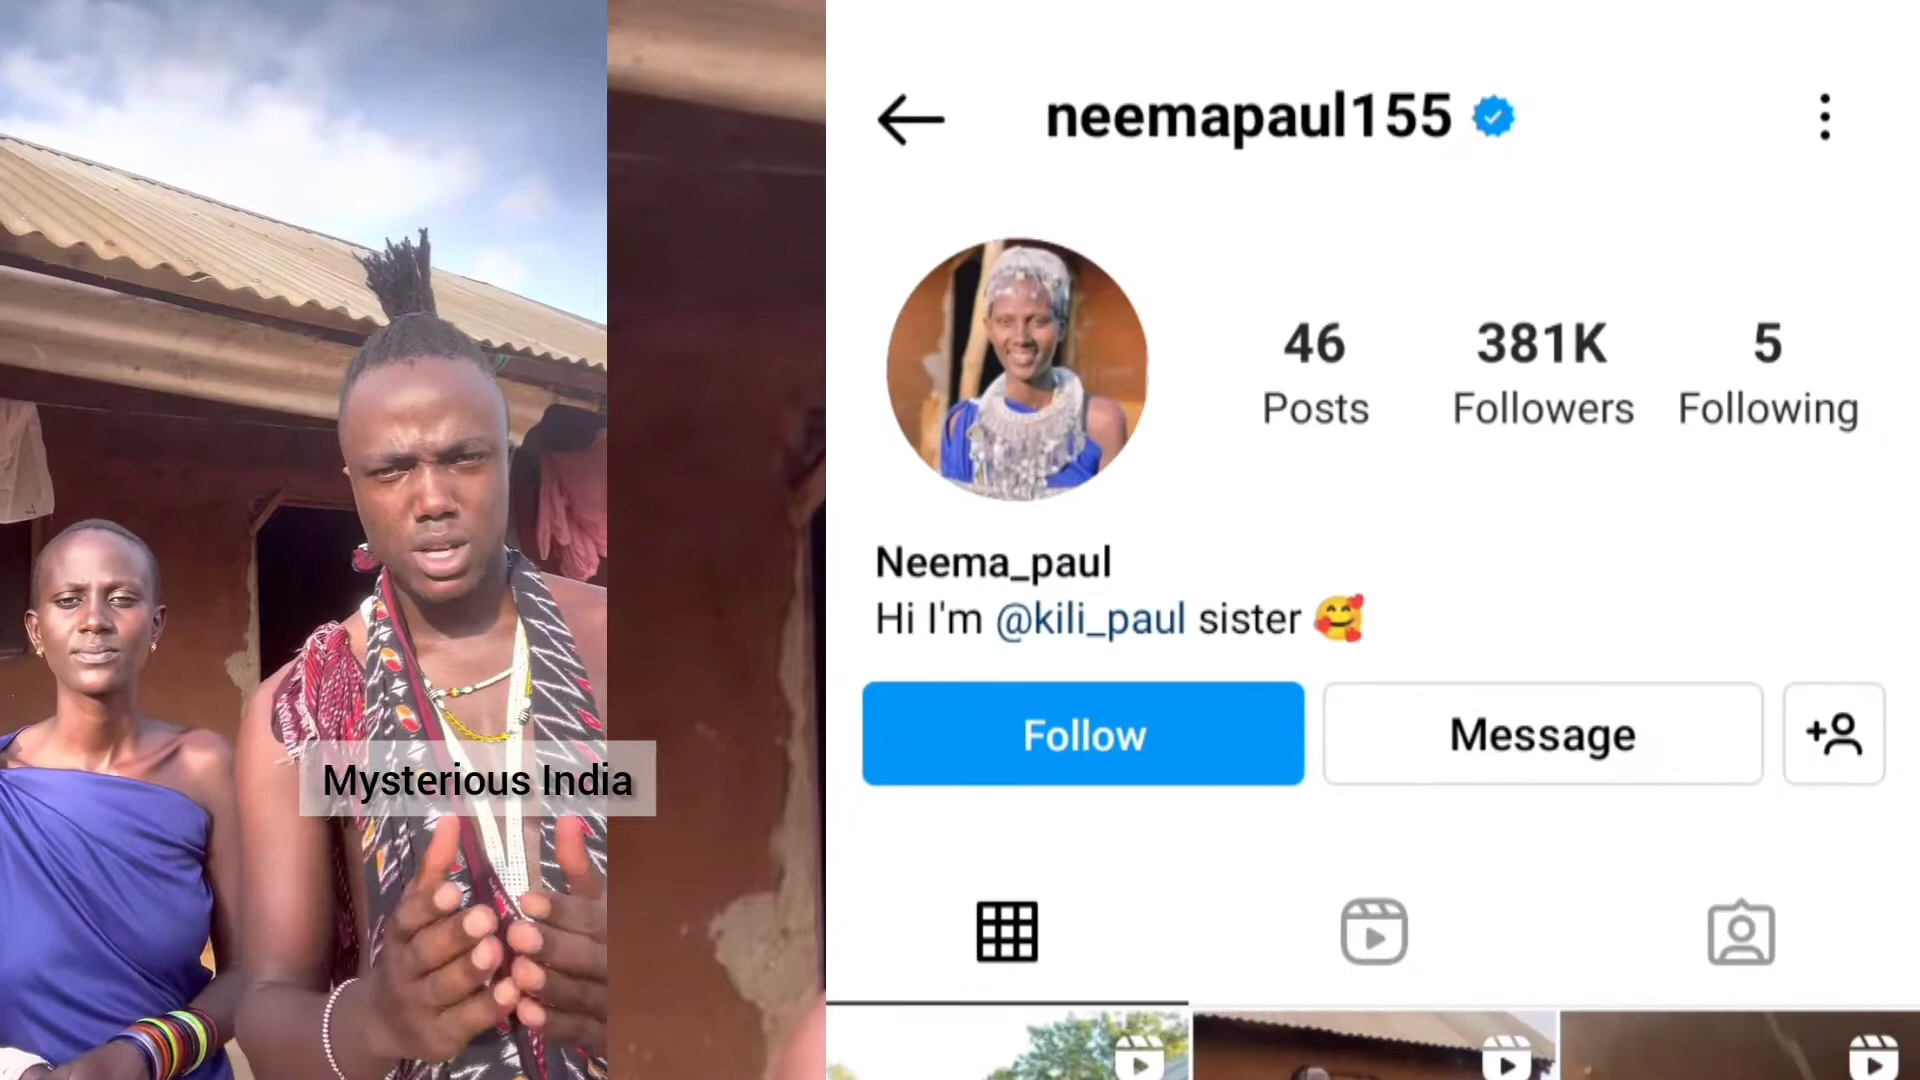 Mysterious India
neemapaul155
46 381K 5
Posts Followers Following
Neema_paul
Hi I'm @kili_paul sister 🥰
Follow Message